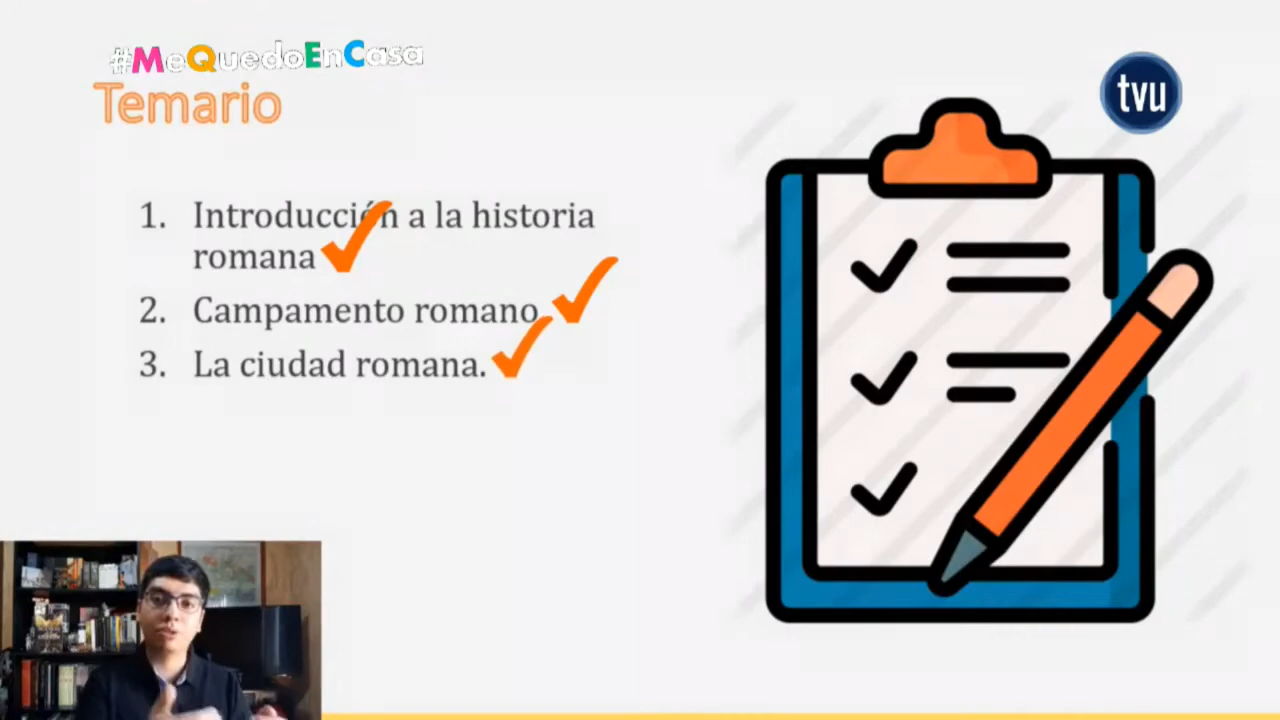 #MeQuedoEnCasa
Temario
tvu
1. Introducción a la historia
romana
2. Campamento romano
3. La ciudad romana.